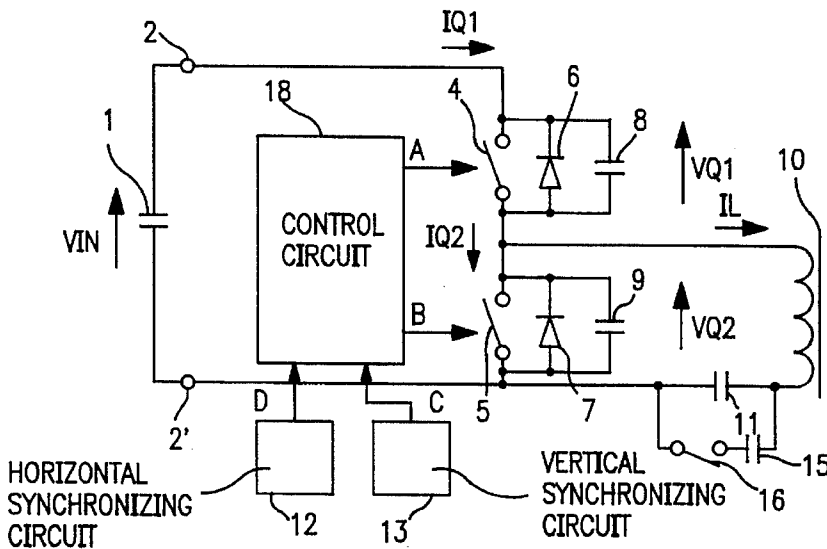 2
IQ1
18
4
6
8
1
A
VQ1
10
VIN
CONTROL
CIRCUIT
IQ2
IL
9
B
VQ2
2'
D
C
5
7
11
15
16
HORIZONTAL
SYNCHRONIZING
CIRCUIT
12
13
VERTICAL
SYNCHRONIZING
CIRCUIT